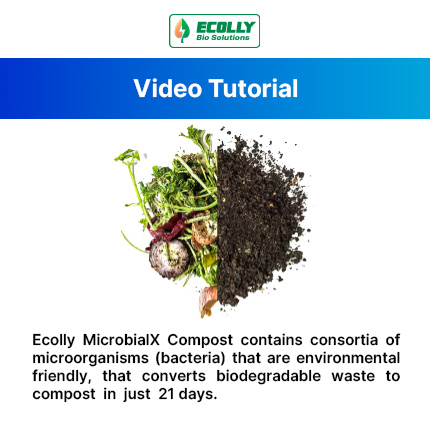 ECOLLY
Bio Solutions
Video Tutorial
Ecolly MicrobialX Compost contains consortia of
microorganisms (bacteria) that are environmental
friendly, that converts biodegradable waste to
compost in just 21 days.